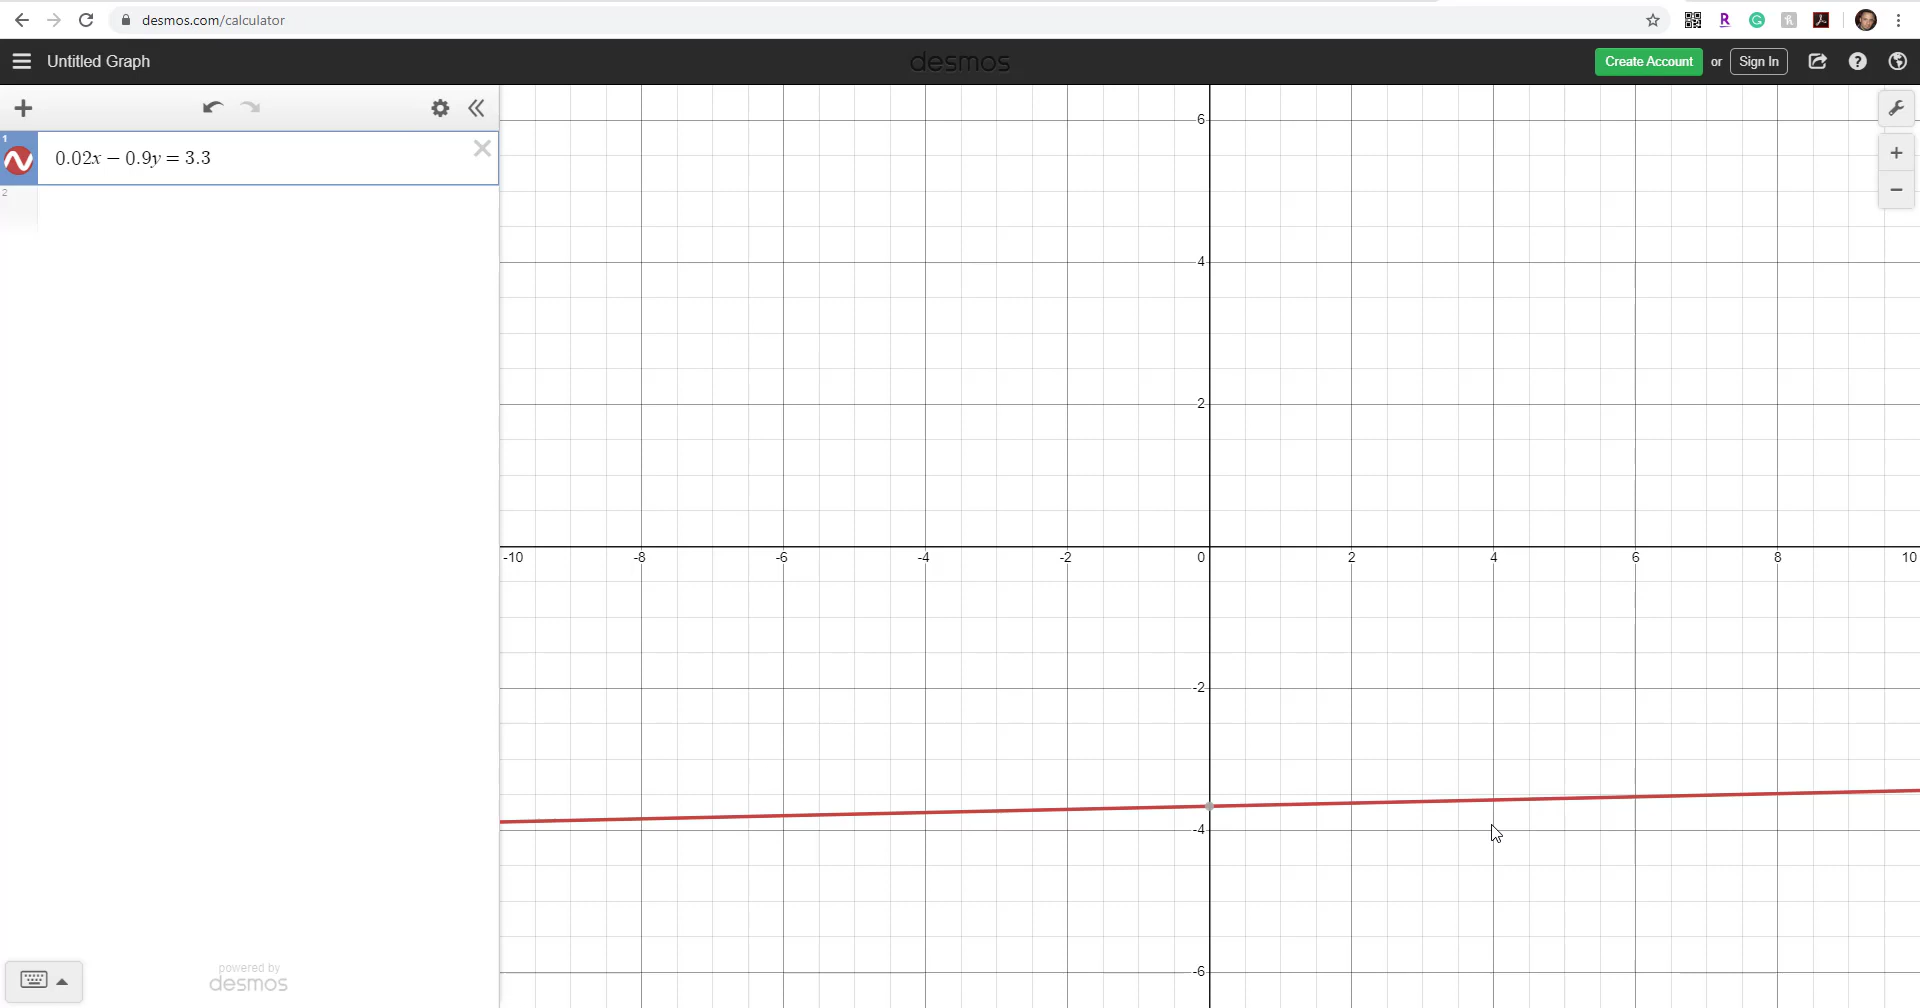 desmos.com/calculator
Untitled Graph
desmos
Create Account or Sign In
1
0.02x − 0.9y = 3.3
2
6
4
2
-10 -8 -6 -4 -2 0 2 4 6 8 10
-2
-4
-6
powered by
desmos